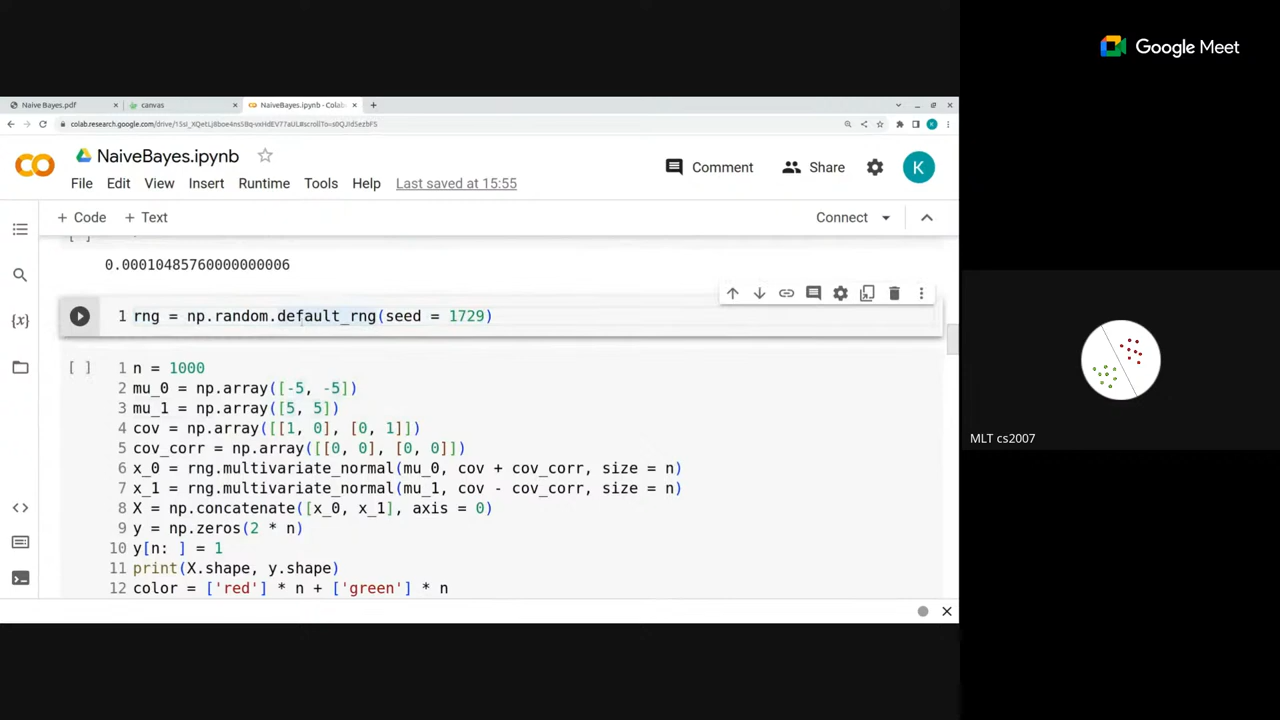 Google Meet
Naive Bayes.pdf
canvas
NaiveBayes.ipynb - Colab
NaiveBayes.ipynb
Comment
Share
K
File Edit View Insert Runtime Tools Help Last saved at 15:55
+ Code + Text
Connect
0.00010485760000000006
1 rng = np.random.default_rng(seed = 1729)
[ ] 1 n = 1000
2 mu_0 = np.array([-5, -5])
3 mu_1 = np.array([5, 5])
4 cov = np.array([[1, 0], [0, 1]])
5 cov_corr = np.array([[0, 0], [0, 0]])
6 x_0 = rng.multivariate_normal(mu_0, cov + cov_corr, size = n)
7 x_1 = rng.multivariate_normal(mu_1, cov - cov_corr, size = n)
8 X = np.concatenate([x_0, x_1], axis = 0)
9 y = np.zeros(2 * n)
10 y[n: ] = 1
11 print(X.shape, y.shape)
12 color = ['red'] * n + ['green'] * n
MLT cs2007